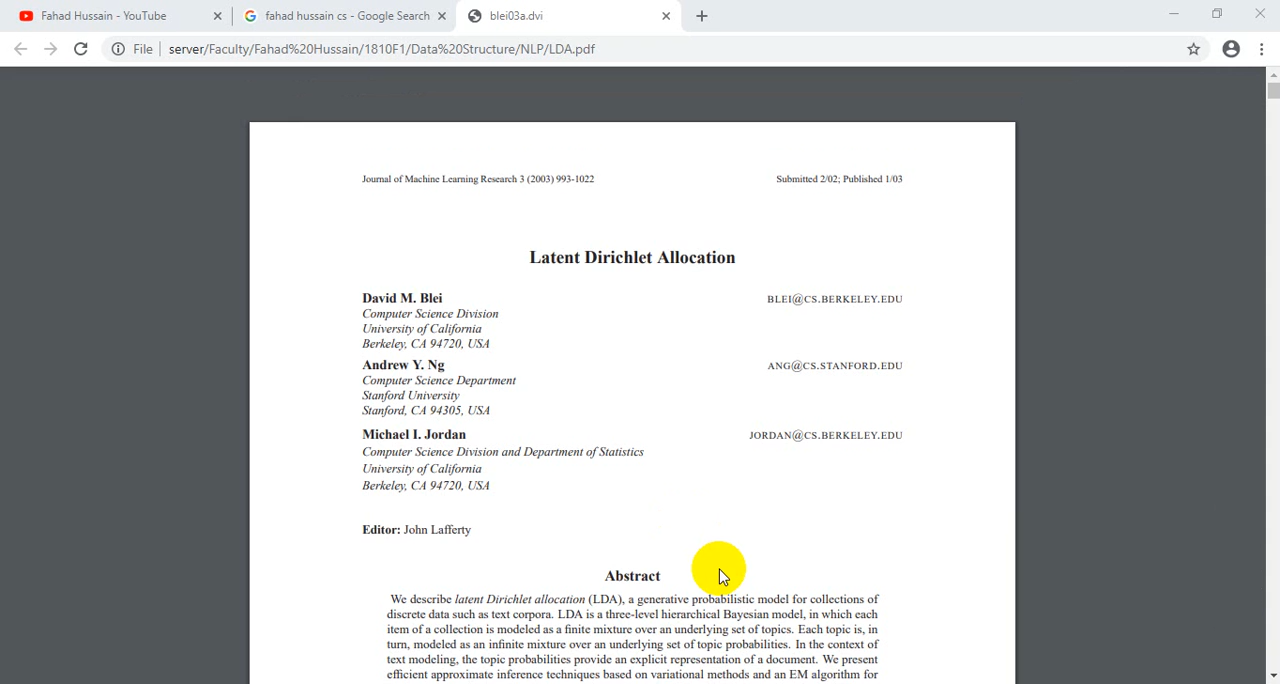 Fahad Hussain - YouTube
fahad hussain cs - Google Search
blei03a.dvi
File
server/Faculty/Fahad%20Hussain/1810F1/Data%20Structure/NLP/LDA.pdf
Journal of Machine Learning Research 3 (2003) 993-1022
Submitted 2/02; Published 1/03
Latent Dirichlet Allocation
David M. Blei
BLEI@CS.BERKELEY.EDU
Computer Science Division
University of California
Berkeley, CA 94720, USA
Andrew Y. Ng
ANG@CS.STANFORD.EDU
Computer Science Department
Stanford University
Stanford, CA 94305, USA
Michael I. Jordan
JORDAN@CS.BERKELEY.EDU
Computer Science Division and Department of Statistics
University of California
Berkeley, CA 94720, USA
Editor: John Lafferty
Abstract
We describe latent Dirichlet allocation (LDA), a generative probabilistic model for collections of
discrete data such as text corpora. LDA is a three-level hierarchical Bayesian model, in which each
item of a collection is modeled as a finite mixture over an underlying set of topics. Each topic is, in
turn, modeled as an infinite mixture over an underlying set of topic probabilities. In the context of
text modeling, the topic probabilities provide an explicit representation of a document. We present
efficient approximate inference techniques based on variational methods and an EM algorithm for